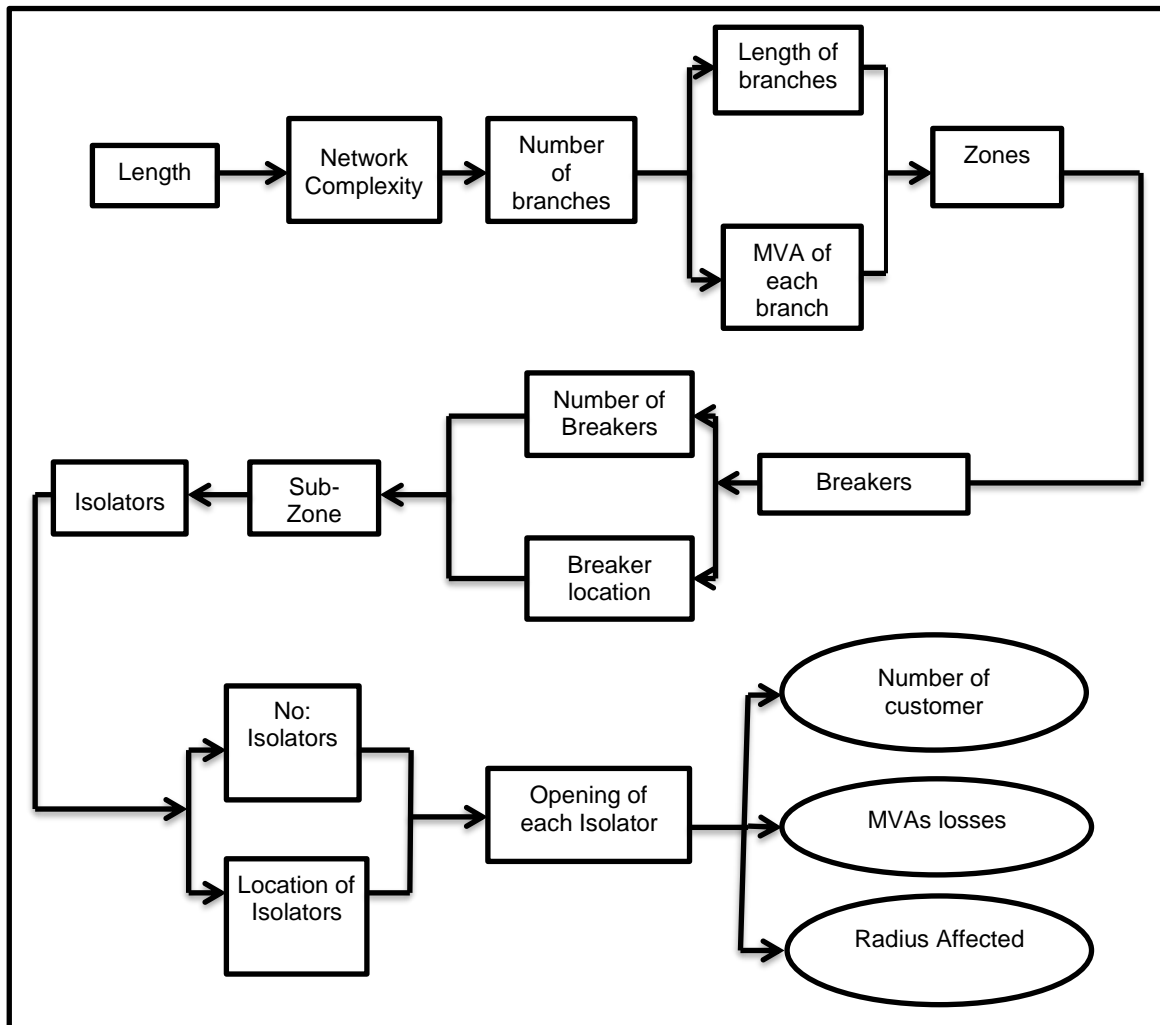 Length
Network
Complexity
Number
of
branches
Length of
branches
MVA of
each
branch
Zones
Breakers
Number of
Breakers
Breaker
location
Sub-
Zone
Isolators
No:
Isolators
Location of
Isolators
Opening of
each Isolator
Number of
customer
MVAs losses
Radius Affected